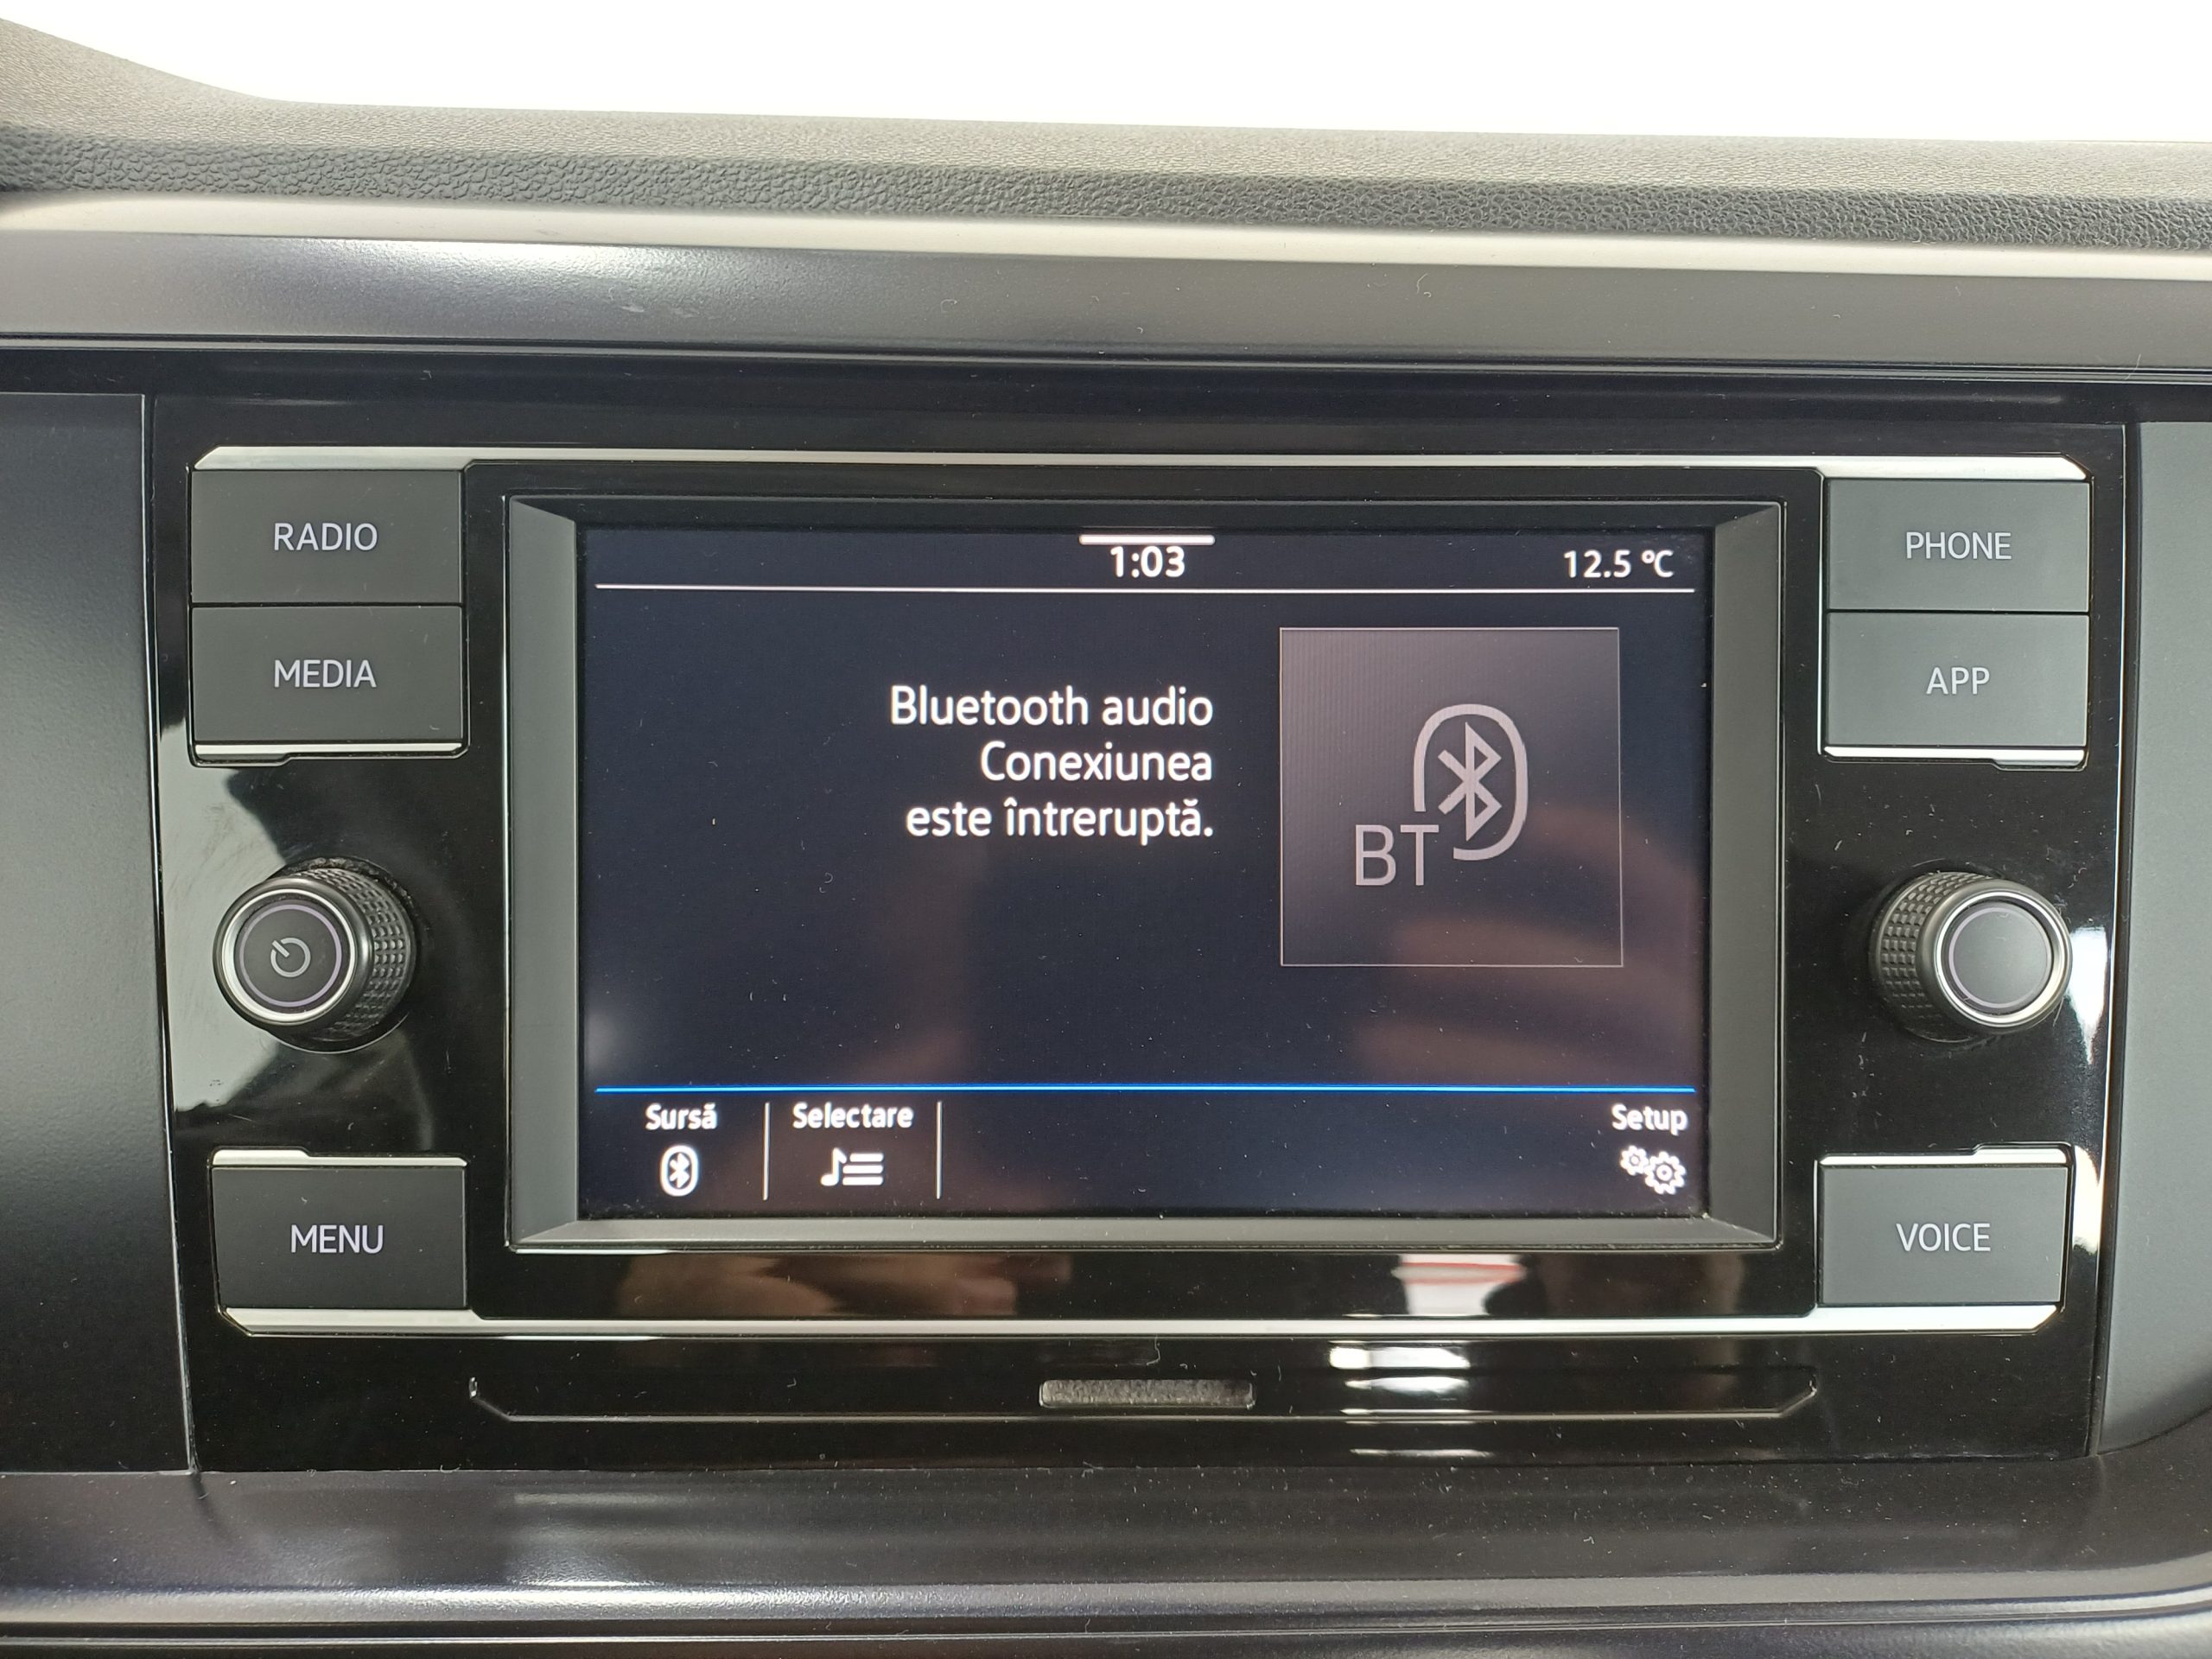 RADIO
MEDIA
MENU
1:03
12.5 °C
Bluetooth audio
Conexiunea
este întreruptă.
BT
Sursă
Selectare
Setup
PHONE
APP
VOICE